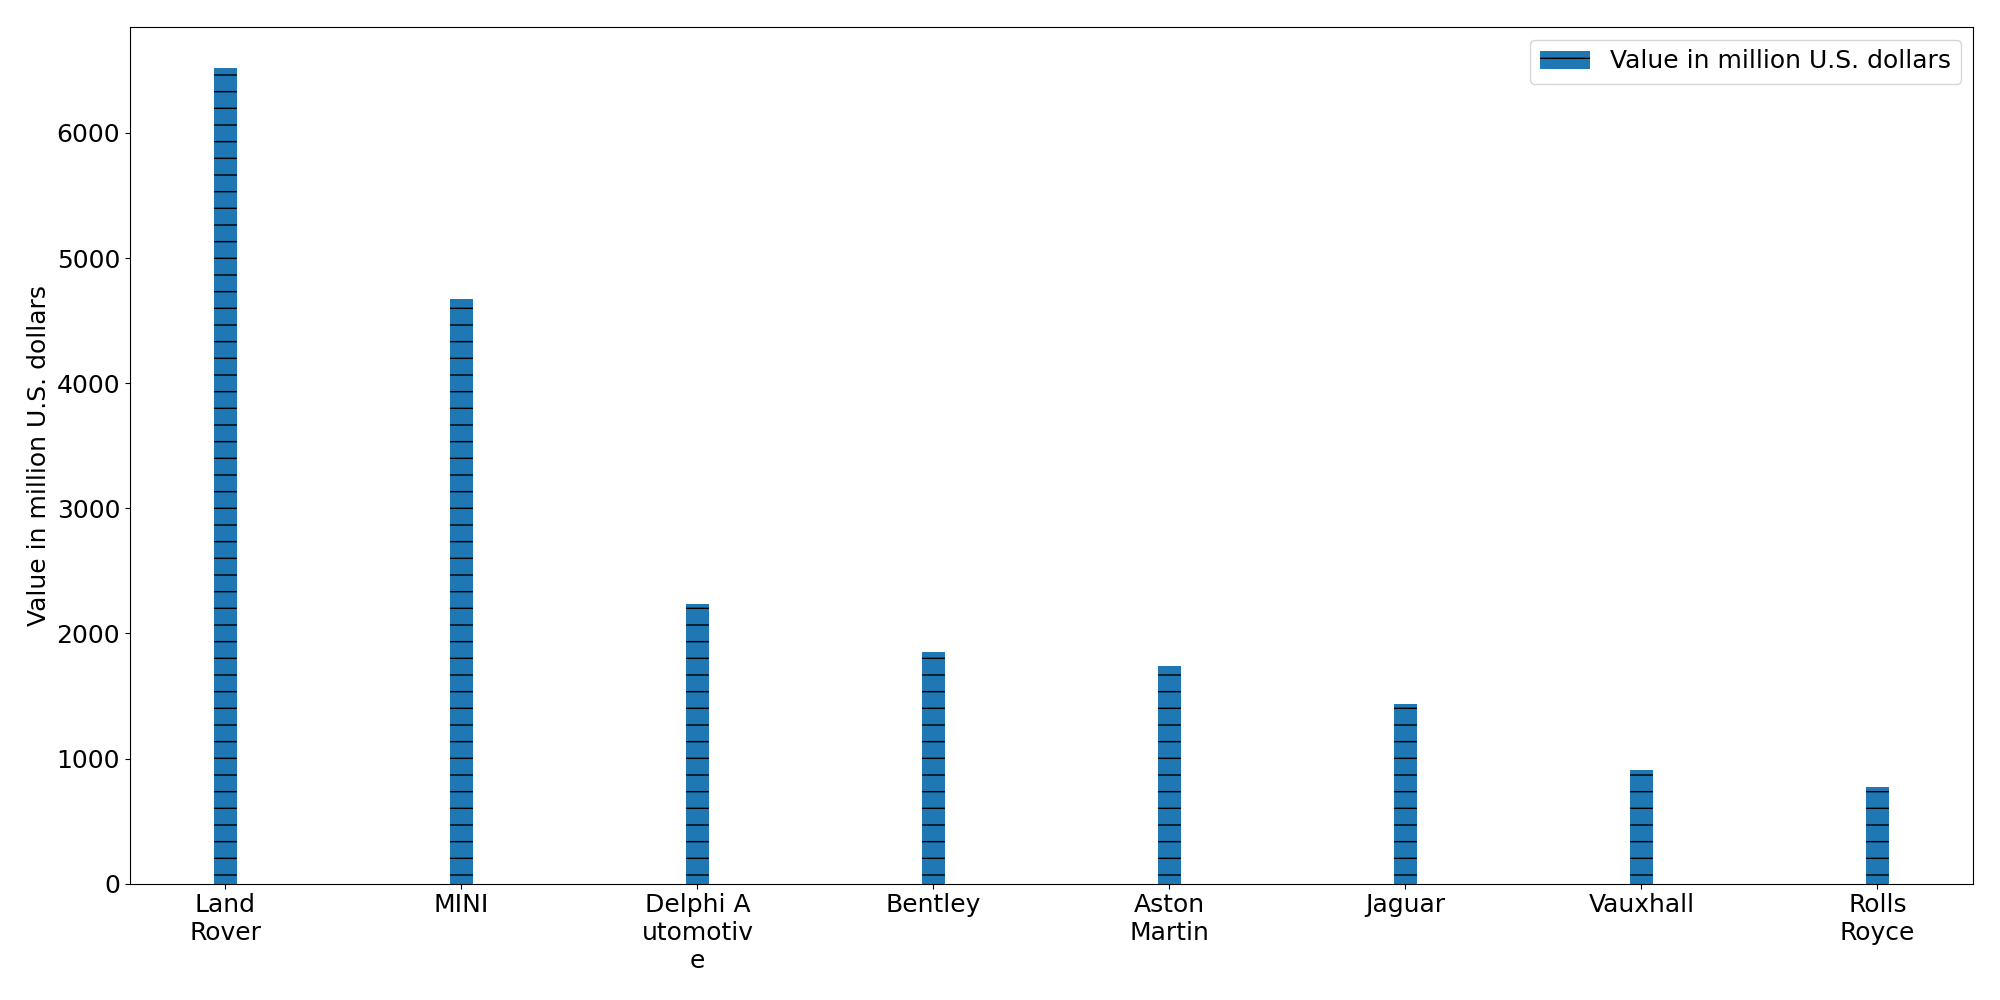 Value in million U.S. dollars
6000
5000
4000
3000
2000
1000
0
Value in million U.S. dollars
Land
Rover
MINI
Delphi A
utomotiv
e
Bentley
Aston
Martin
Jaguar
Vauxhall
Rolls
Royce